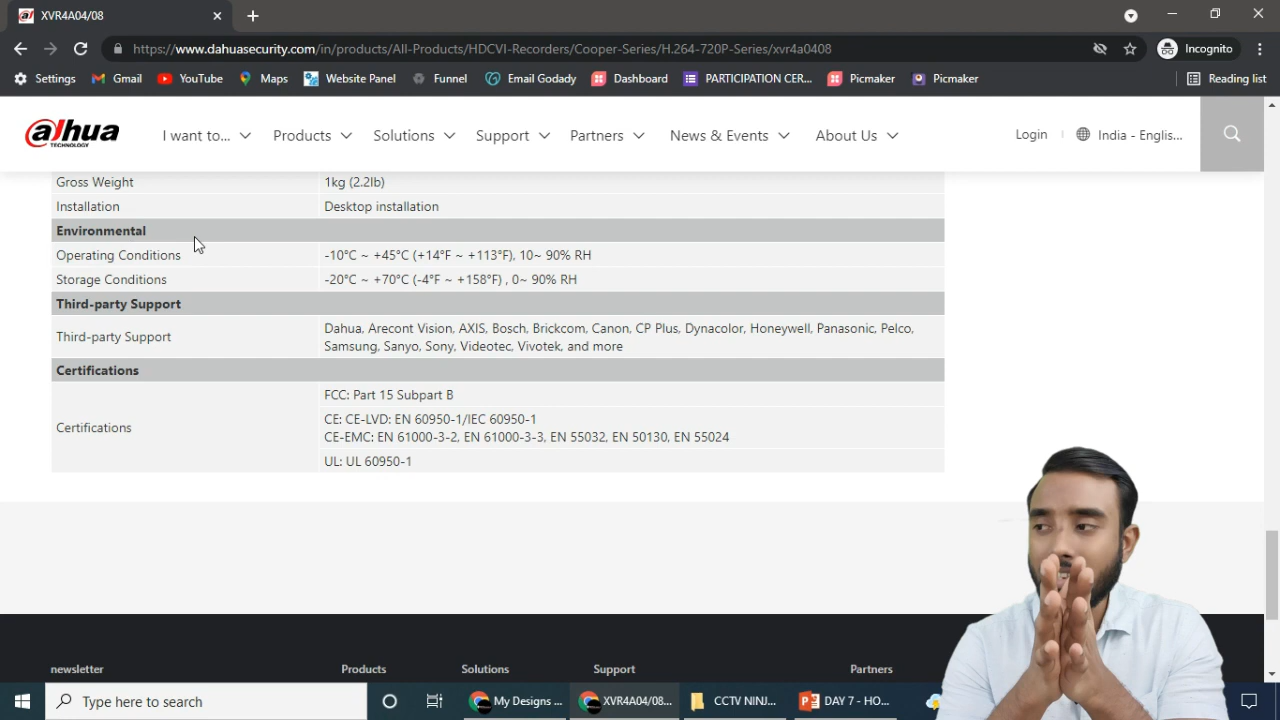 XVR4A04/08
https://www.dahuasecurity.com/in/products/All-Products/HDCVI-Recorders/Cooper-Series/H.264-720P-Series/xvr4a0408
Incognito
Settings Gmail YouTube Maps Website Panel Funnel Email Godady Dashboard PARTICIPATION CER... Picmaker Picmaker Reading list
alhua
TECHNOLOGY
I want to... Products Solutions Support Partners News & Events About Us Login India - Englis...
Gross Weight 1kg (2.2lb)
Installation Desktop installation
Environmental
Operating Conditions -10°C ~ +45°C (+14°F ~ +113°F), 10~ 90% RH
Storage Conditions -20°C ~ +70°C (-4°F ~ +158°F) , 0~ 90% RH
Third-party Support
Third-party Support
Dahua, Arecont Vision, AXIS, Bosch, Brickcom, Canon, CP Plus, Dynacolor, Honeywell, Panasonic, Pelco,
Samsung, Sanyo, Sony, Videotec, Vivotek, and more
Certifications
Certifications
FCC: Part 15 Subpart B
CE: CE-LVD: EN 60950-1/IEC 60950-1
CE-EMC: EN 61000-3-2, EN 61000-3-3, EN 55032, EN 50130, EN 55024
UL: UL 60950-1
newsletter Products Solutions Support Partners
Type here to search
My Designs ... XVR4A04/08... CCTV NINJ... DAY 7 - HO...